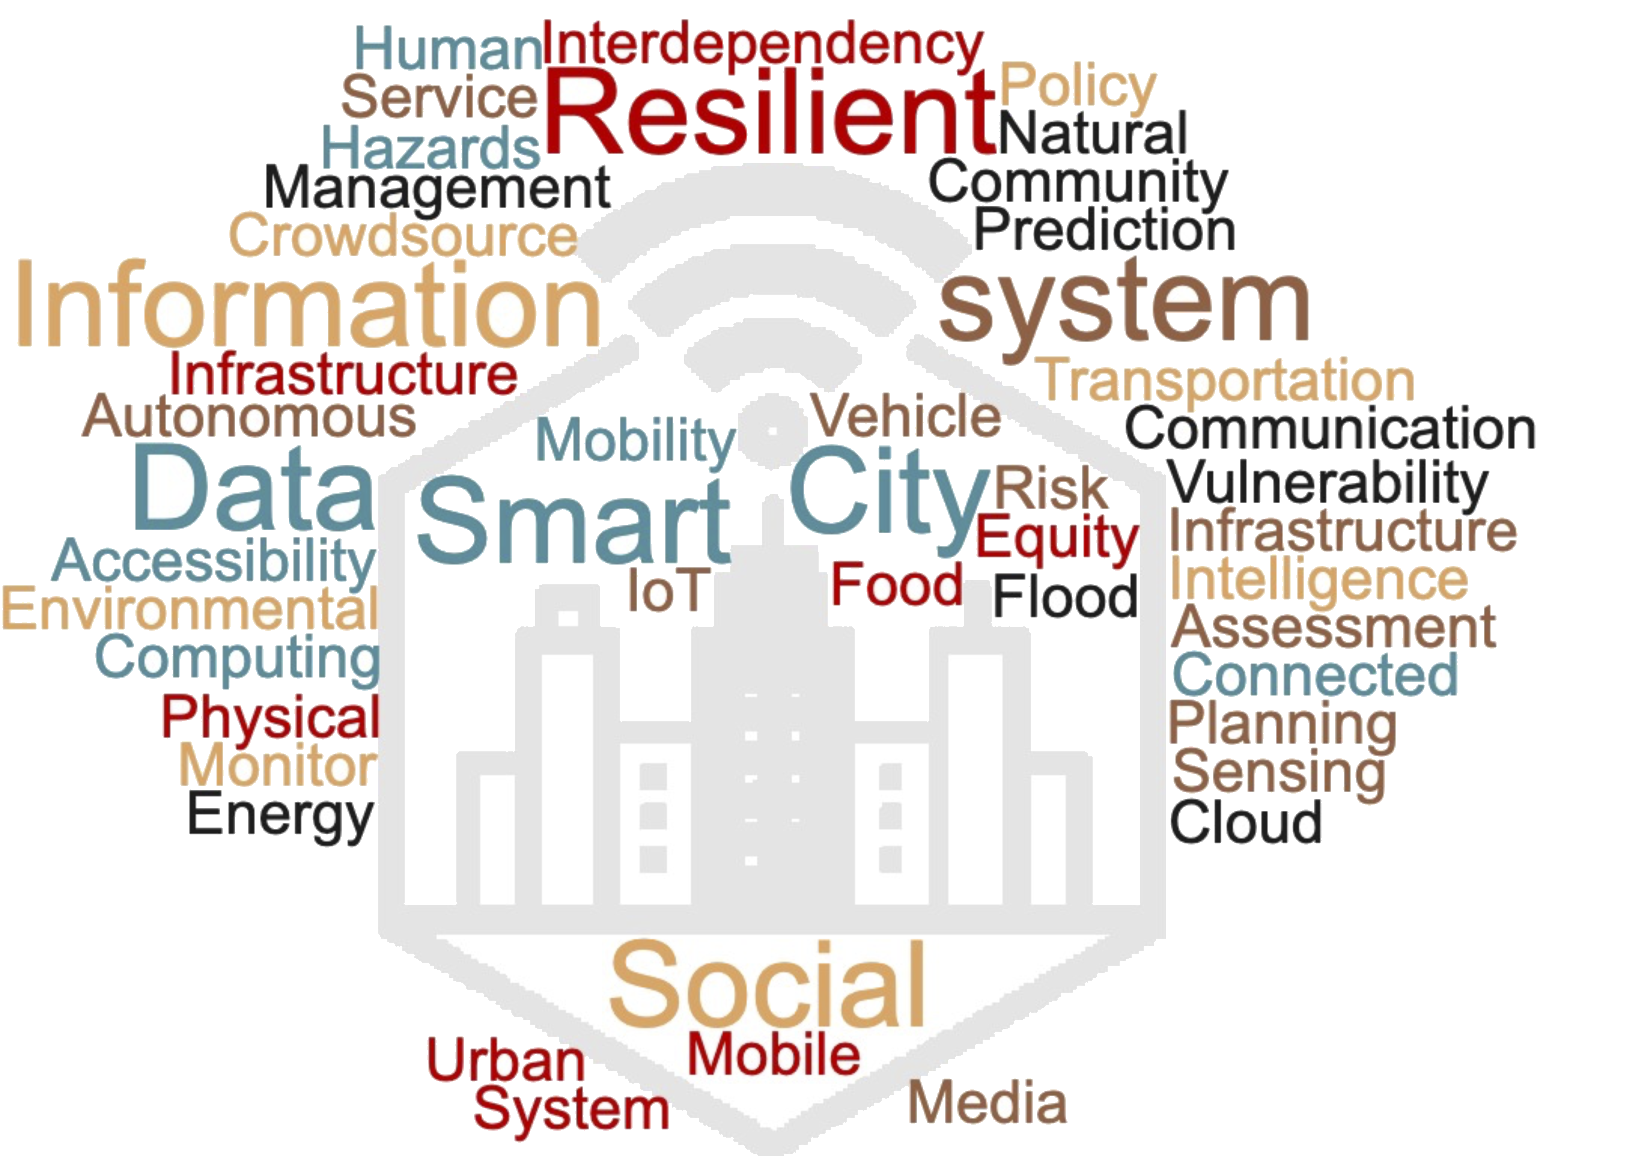 Human
Interdependency
Service
Resilient
Policy
Hazards
Natural
Management
Community
Crowdsource
Prediction
Information
system
Infrastructure
Transportation
Autonomous
Mobility
Vehicle
Communication
Data
Smart
City
Risk
Vulnerability
Equity
Infrastructure
Accessibility
IoT
Food
Flood
Intelligence
Environmental
Assessment
Computing
Connected
Physical
Planning
Monitor
Sensing
Energy
Cloud
Social
Urban
Mobile
System
Media